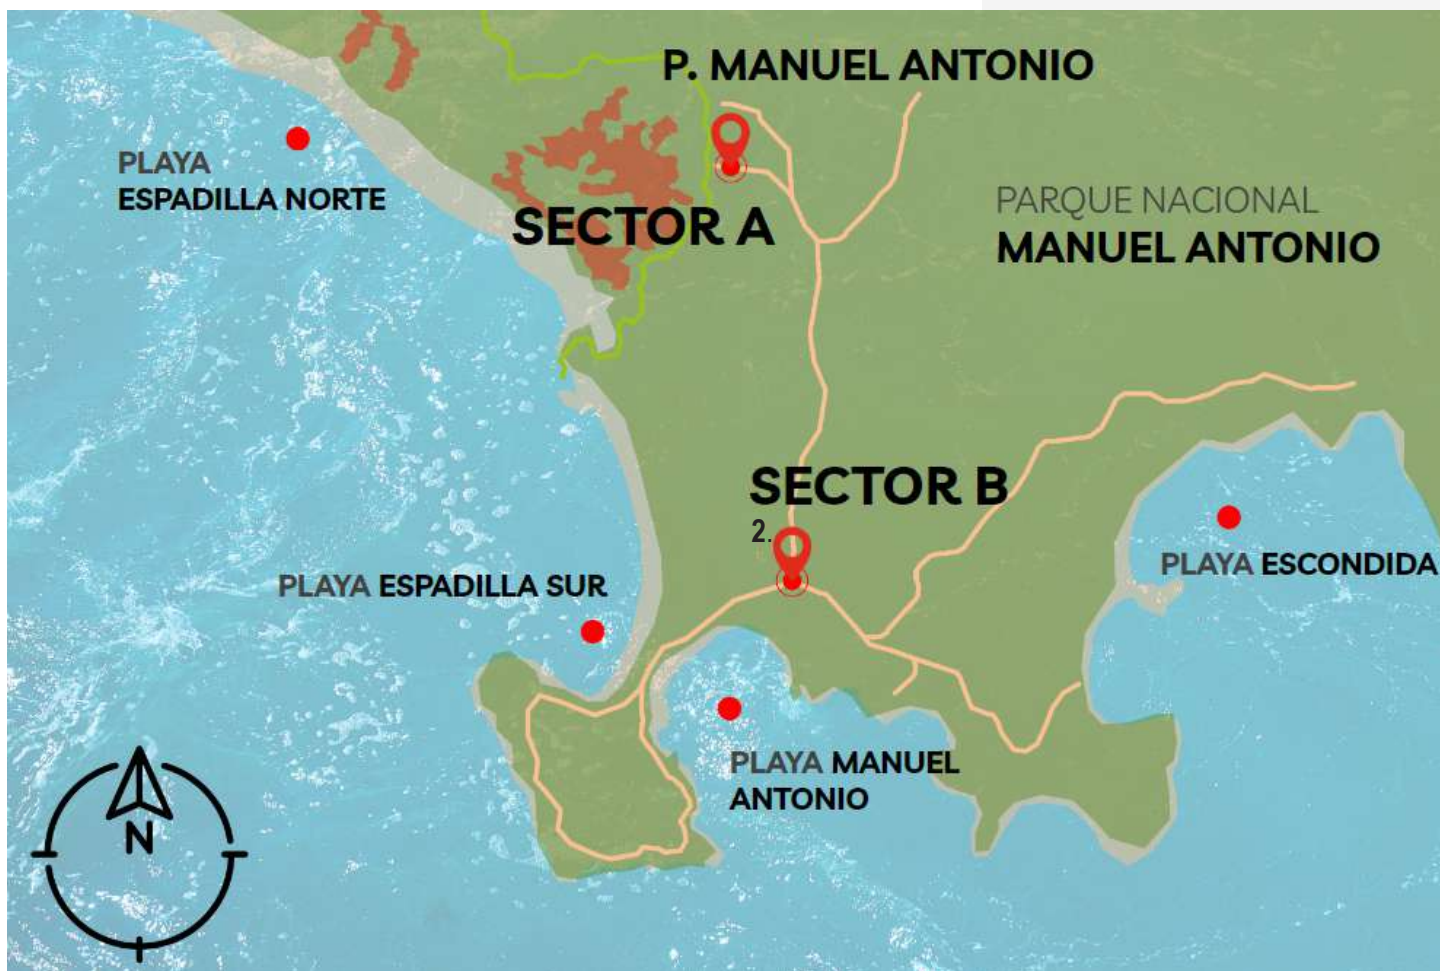 P. MANUEL ANTONIO
PLAYA
ESPADILLA NORTE
SECTOR A
PARQUE NACIONAL
MANUEL ANTONIO
SECTOR B
2.
PLAYA ESCONDIDA
PLAYA ESPADILLA SUR
PLAYA MANUEL
ANTONIO
N